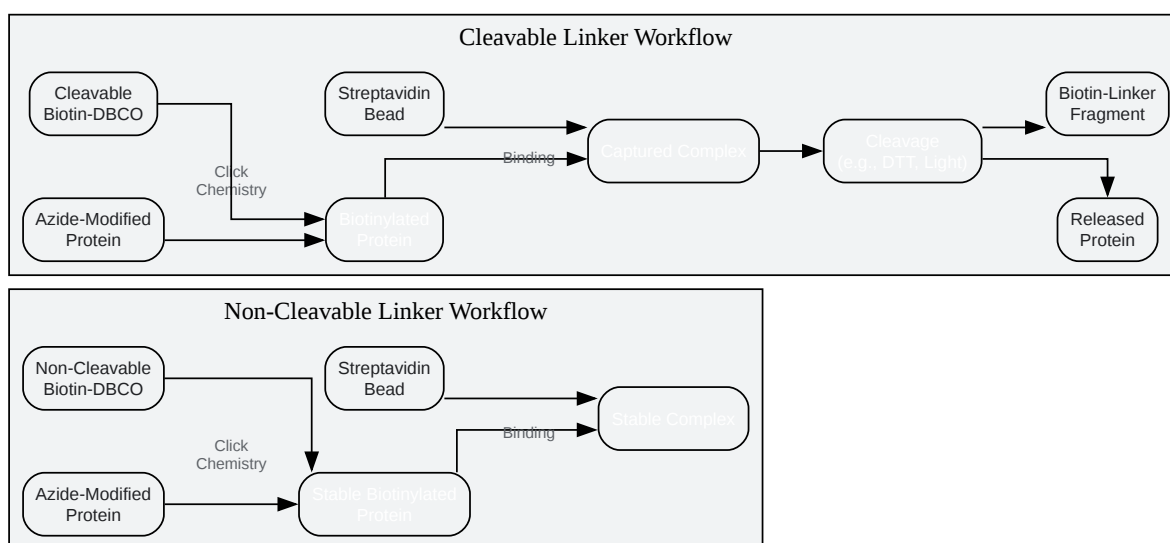 Cleavable Linker Workflow
Cleavable
Biotin-DBCO
Streptavidin
Bead
Biotin-Linker
Fragment
Captured Complex
Cleavage
(e.g., DTT, Light)
Binding
Click
Chemistry
Azide-Modified
Protein
Biotinylated
Protein
Released
Protein
Non-Cleavable Linker Workflow
Non-Cleavable
Biotin-DBCO
Streptavidin
Bead
Stable Complex
Binding
Click
Chemistry
Azide-Modified
Protein
Stable Biotinylated
Protein